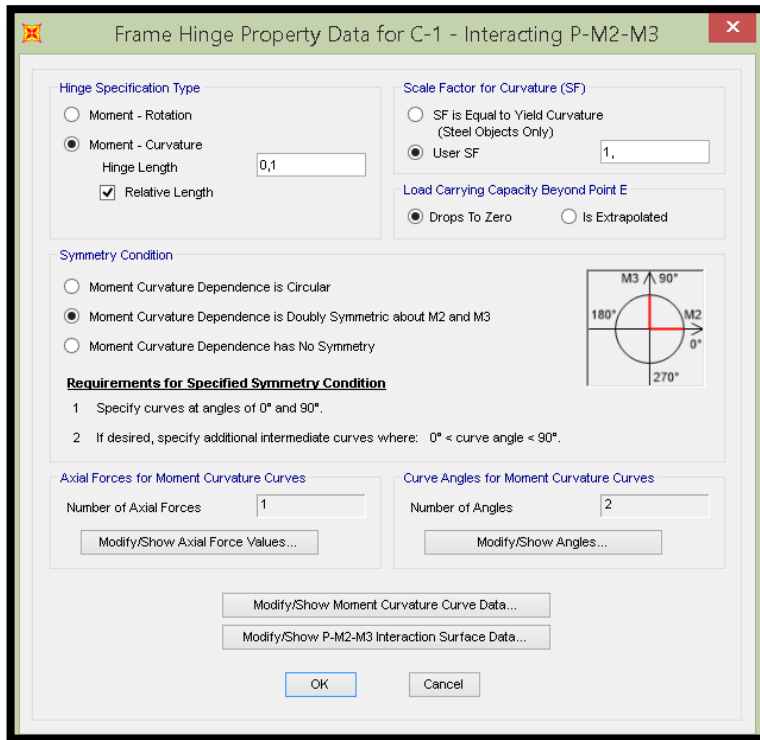 Frame Hinge Property Data for C-1 - Interacting P-M2-M3
x
Hinge Specification Type
Moment - Rotation
Moment - Curvature
Hinge Length
0,1
Relative Length
Scale Factor for Curvature (SF)
SF is Equal to Yield Curvature
(Steel Objects Only)
User SF
1,
Load Carrying Capacity Beyond Point E
Drops To Zero
Is Extrapolated
Symmetry Condition
Moment Curvature Dependence is Circular
Moment Curvature Dependence is Doubly Symmetric about M2 and M3
Moment Curvature Dependence has No Symmetry
M3 90°
180° M2
0°
270°
Requirements for Specified Symmetry Condition
1 Specify curves at angles of 0° and 90°.
2 If desired, specify additional intermediate curves where: 0° < curve angle < 90°.
Axial Forces for Moment Curvature Curves
Number of Axial Forces 1
Modify/Show Axial Force Values...
Curve Angles for Moment Curvature Curves
Number of Angles 2
Modify/Show Angles...
Modify/Show Moment Curvature Curve Data...
Modify/Show P-M2-M3 Interaction Surface Data...
OK
Cancel